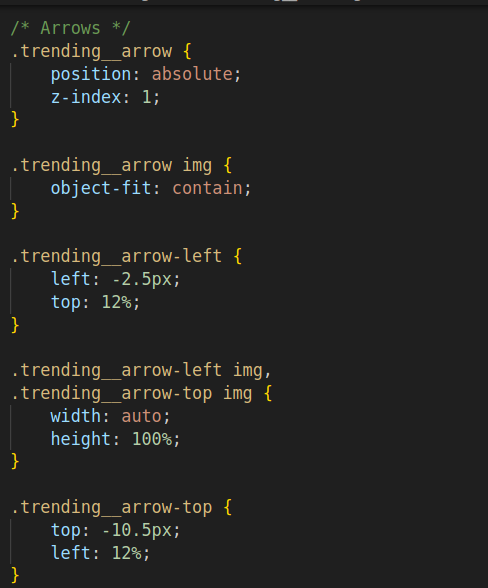 /* Arrows */
.trending__arrow {
    position: absolute;
    z-index: 1;
}
.trending__arrow img {
    object-fit: contain;
}
.trending__arrow-left {
    left: -2.5px;
    top: 12%;
}
.trending__arrow-left img,
.trending__arrow-top img {
    width: auto;
    height: 100%;
}
.trending__arrow-top {
    top: -10.5px;
    left: 12%;
}